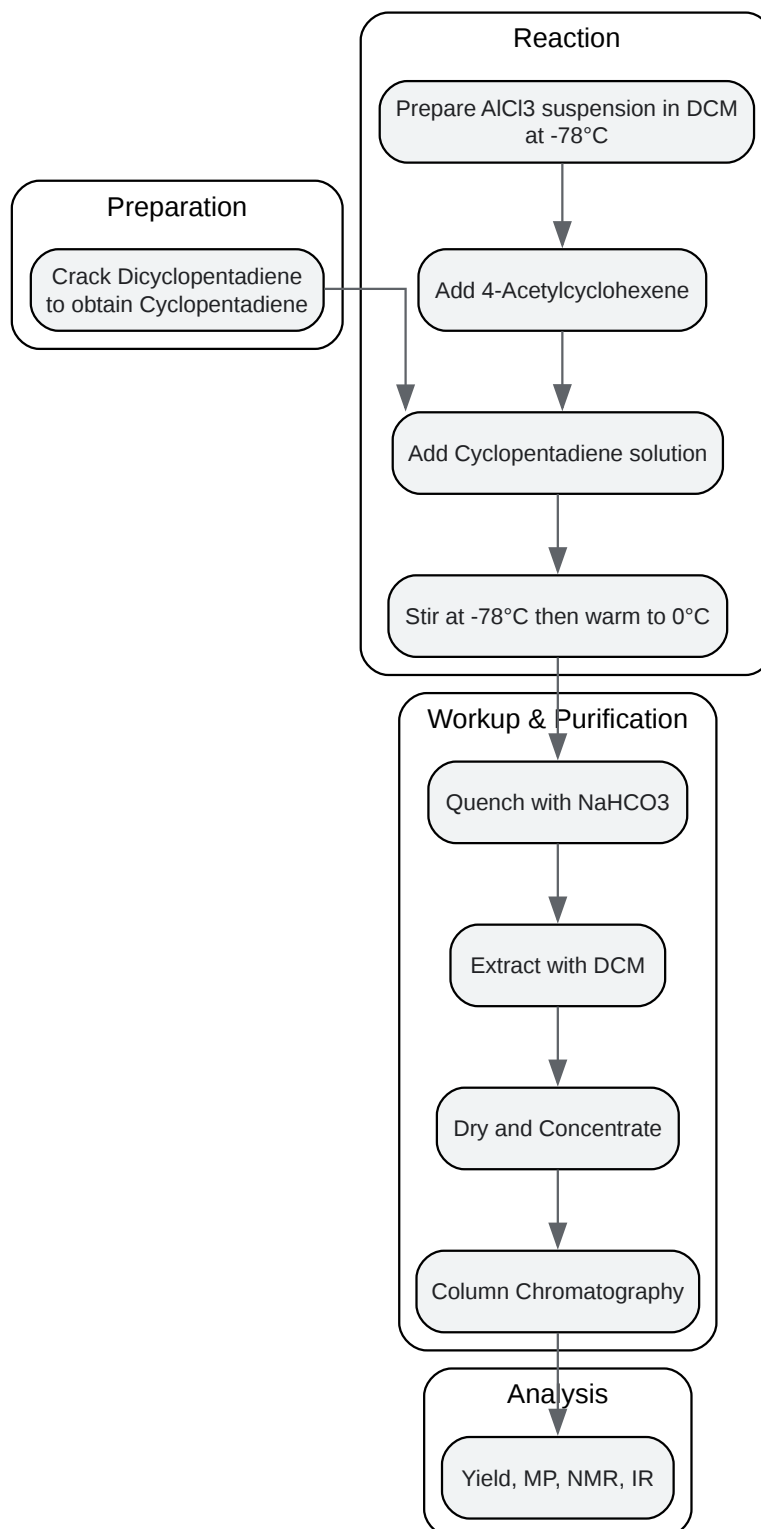 Reaction
Prepare AlCl3 suspension in DCM
at -78°C
Preparation
Crack Dicyclopentadiene
to obtain Cyclopentadiene
Add 4-Acetylcyclohexene
Add Cyclopentadiene solution
Stir at -78°C then warm to 0°C
Workup & Purification
Quench with NaHCO3
Extract with DCM
Dry and Concentrate
Column Chromatography
Analysis
Yield, MP, NMR, IR